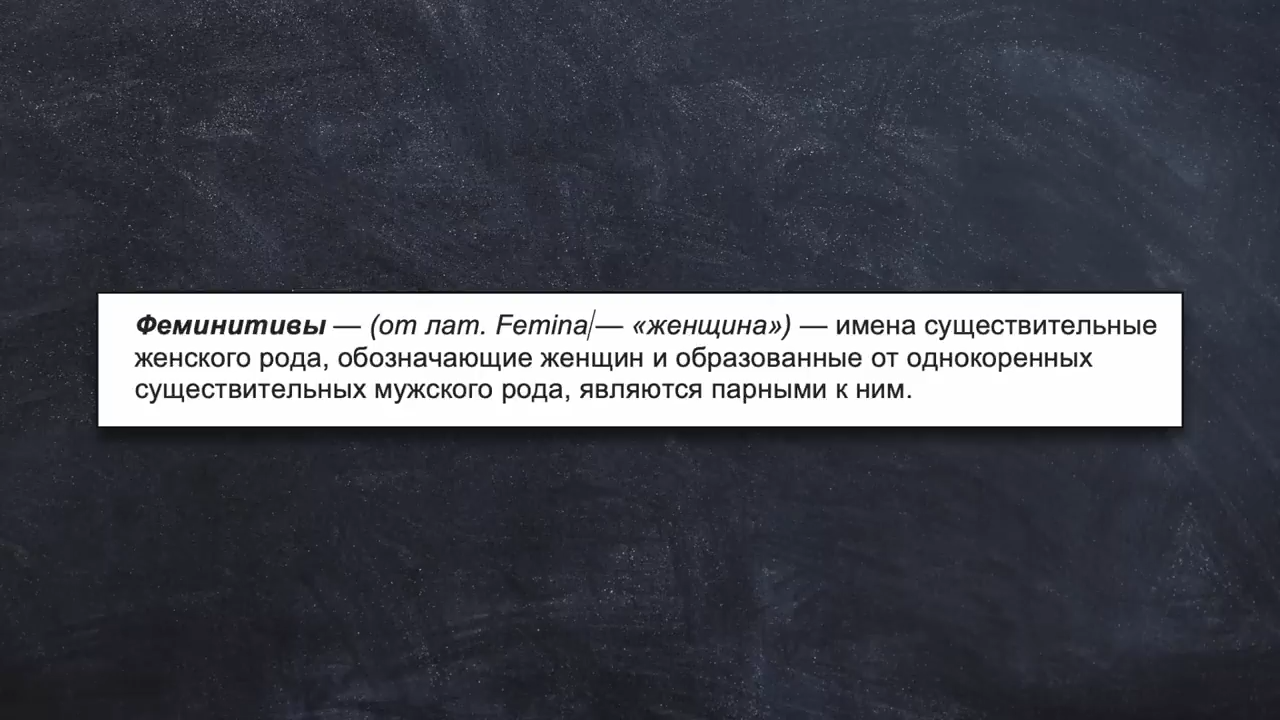 Феминитивы — (от лат. Femina — «женщина») — имена существительные
женского рода, обозначающие женщин и образованные от однокоренных
существительных мужского рода, являются парными к ним.